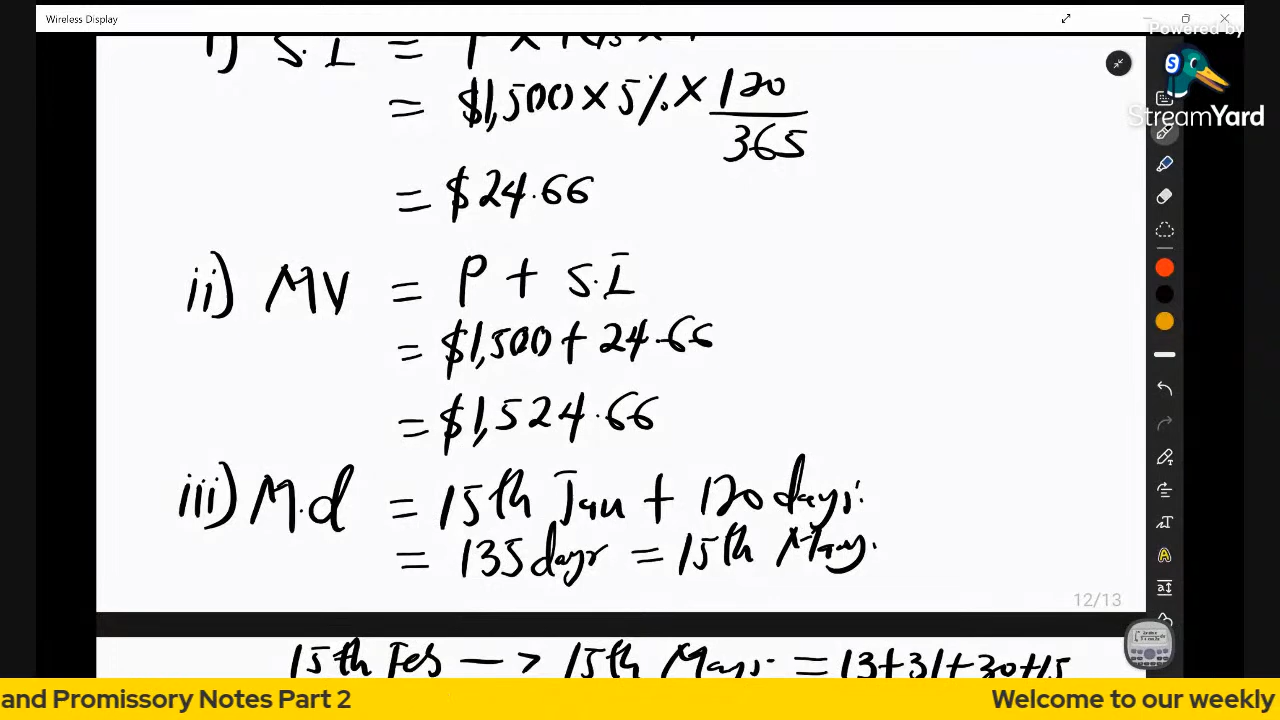 Wireless Display
Powered by
StreamYard
i) S.I =
= $1,500 × 5% × 120
365
= $24.66
ii) MV = P + S.I
= $1,500 + 24.66
= $1,524.66
iii) M.d = 15th Jan + 120 days.
= 135 days = 15th May.
12/13
15th Feb —> 15th May = 13+31+30+15
and Promissory Notes Part 2
Welcome to our weekly